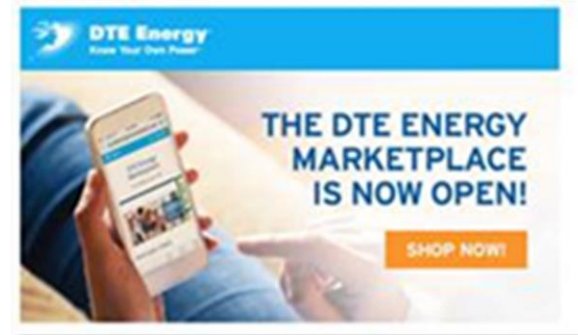 DTE Energy
Know Your Own Power
THE DTE ENERGY
MARKETPLACE
IS NOW OPEN!
SHOP NOW!